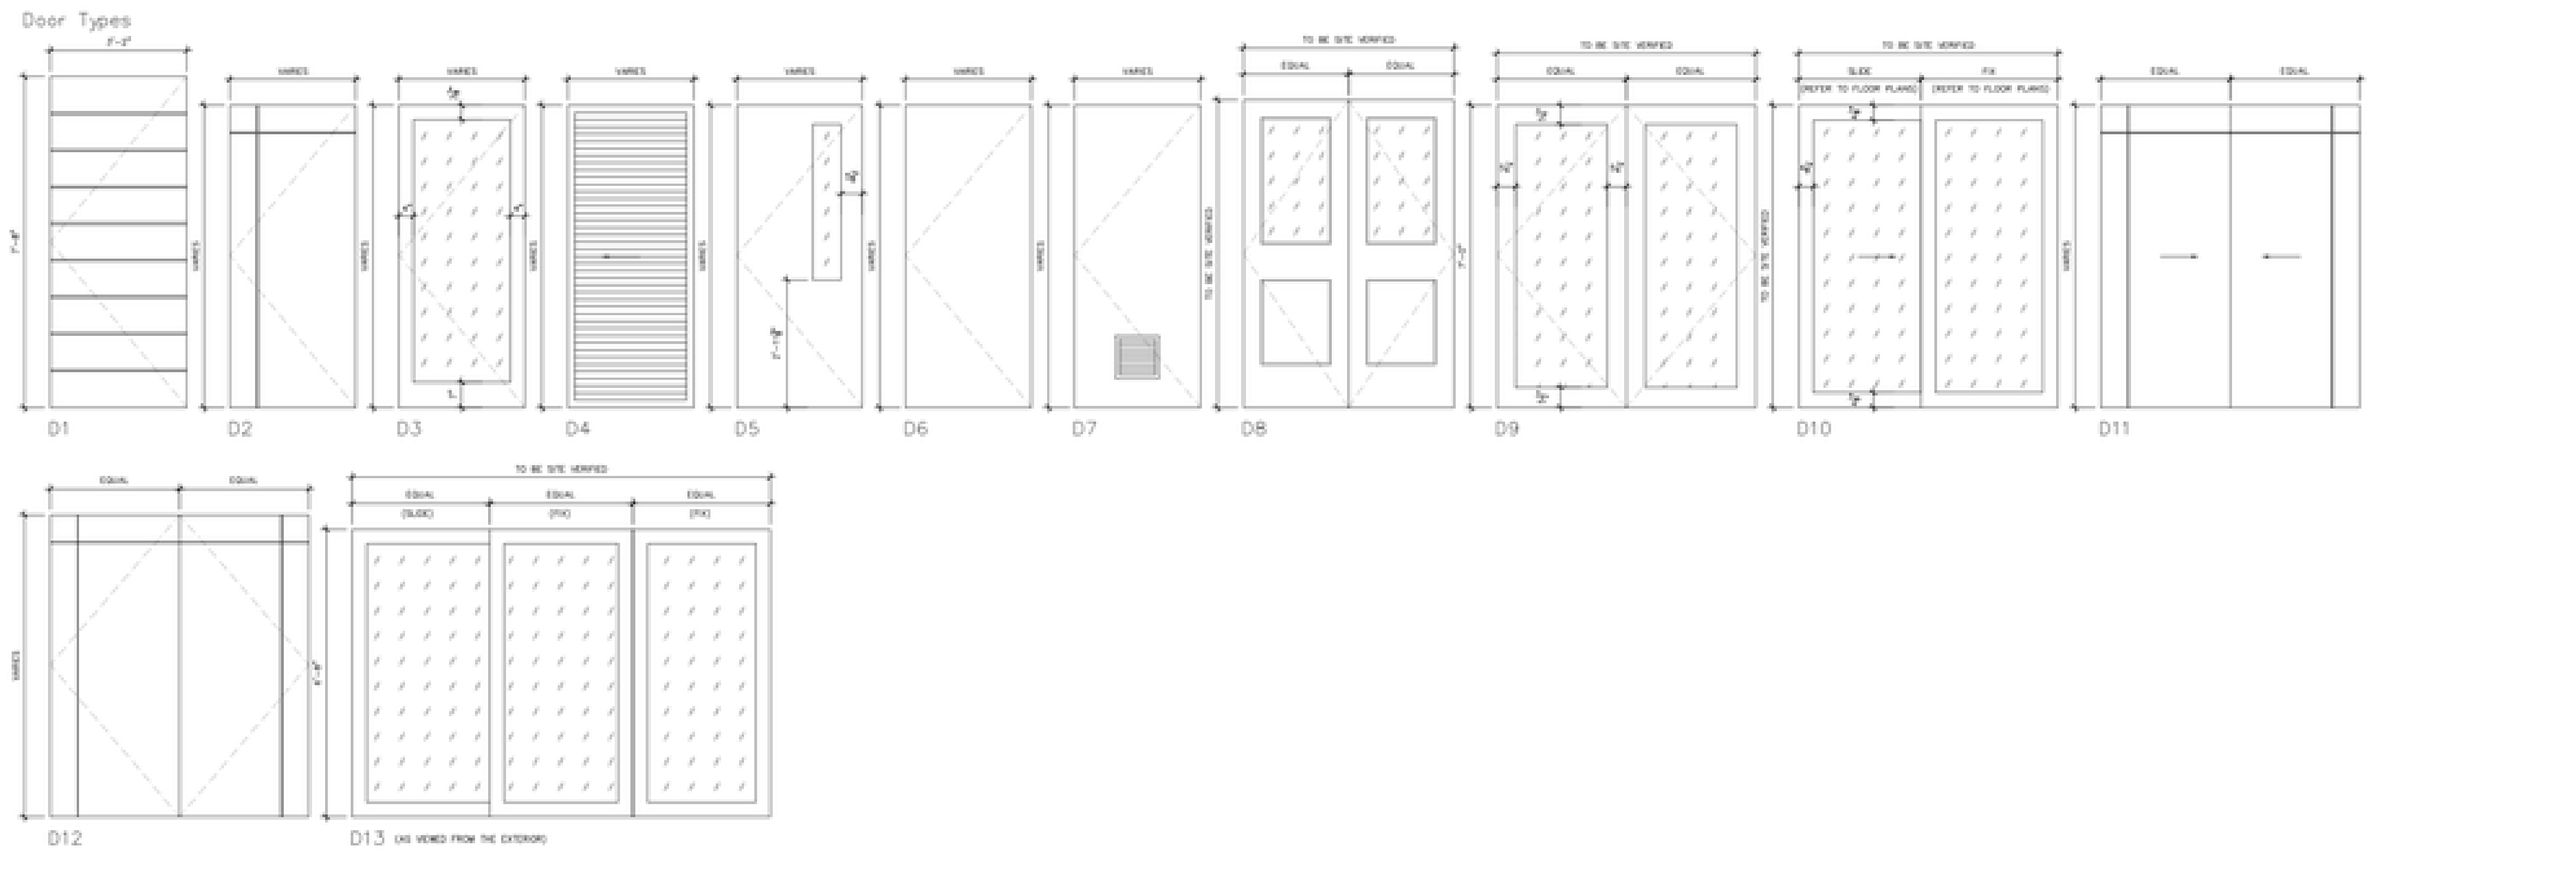 Door Types
3'-2"
VARIES
VARIES
VARIES
VARIES
VARIES
VARIES
TO BE SITE VERIFIED
EQUAL EQUAL
TO BE SITE VERIFIED
EQUAL EQUAL
TO BE SITE VERIFIED
SLIDE FIX
(REFER TO FLOOR PLANS) (REFER TO FLOOR PLANS)
EQUAL EQUAL
VARIES
VARIES
VARIES
VARIES
VARIES
VARIES
TO BE SITE VERIFIED
TO BE SITE VERIFIED
VARIES
D1
D2
D3
D4
D5
D6
D7
D8
D9
D10
D11
EQUAL EQUAL
VARIES
TO BE SITE VERIFIED
EQUAL EQUAL EQUAL
(SLIDE) (FIX) (FIX)
D12
D13 (AS VIEWED FROM THE EXTERIOR)